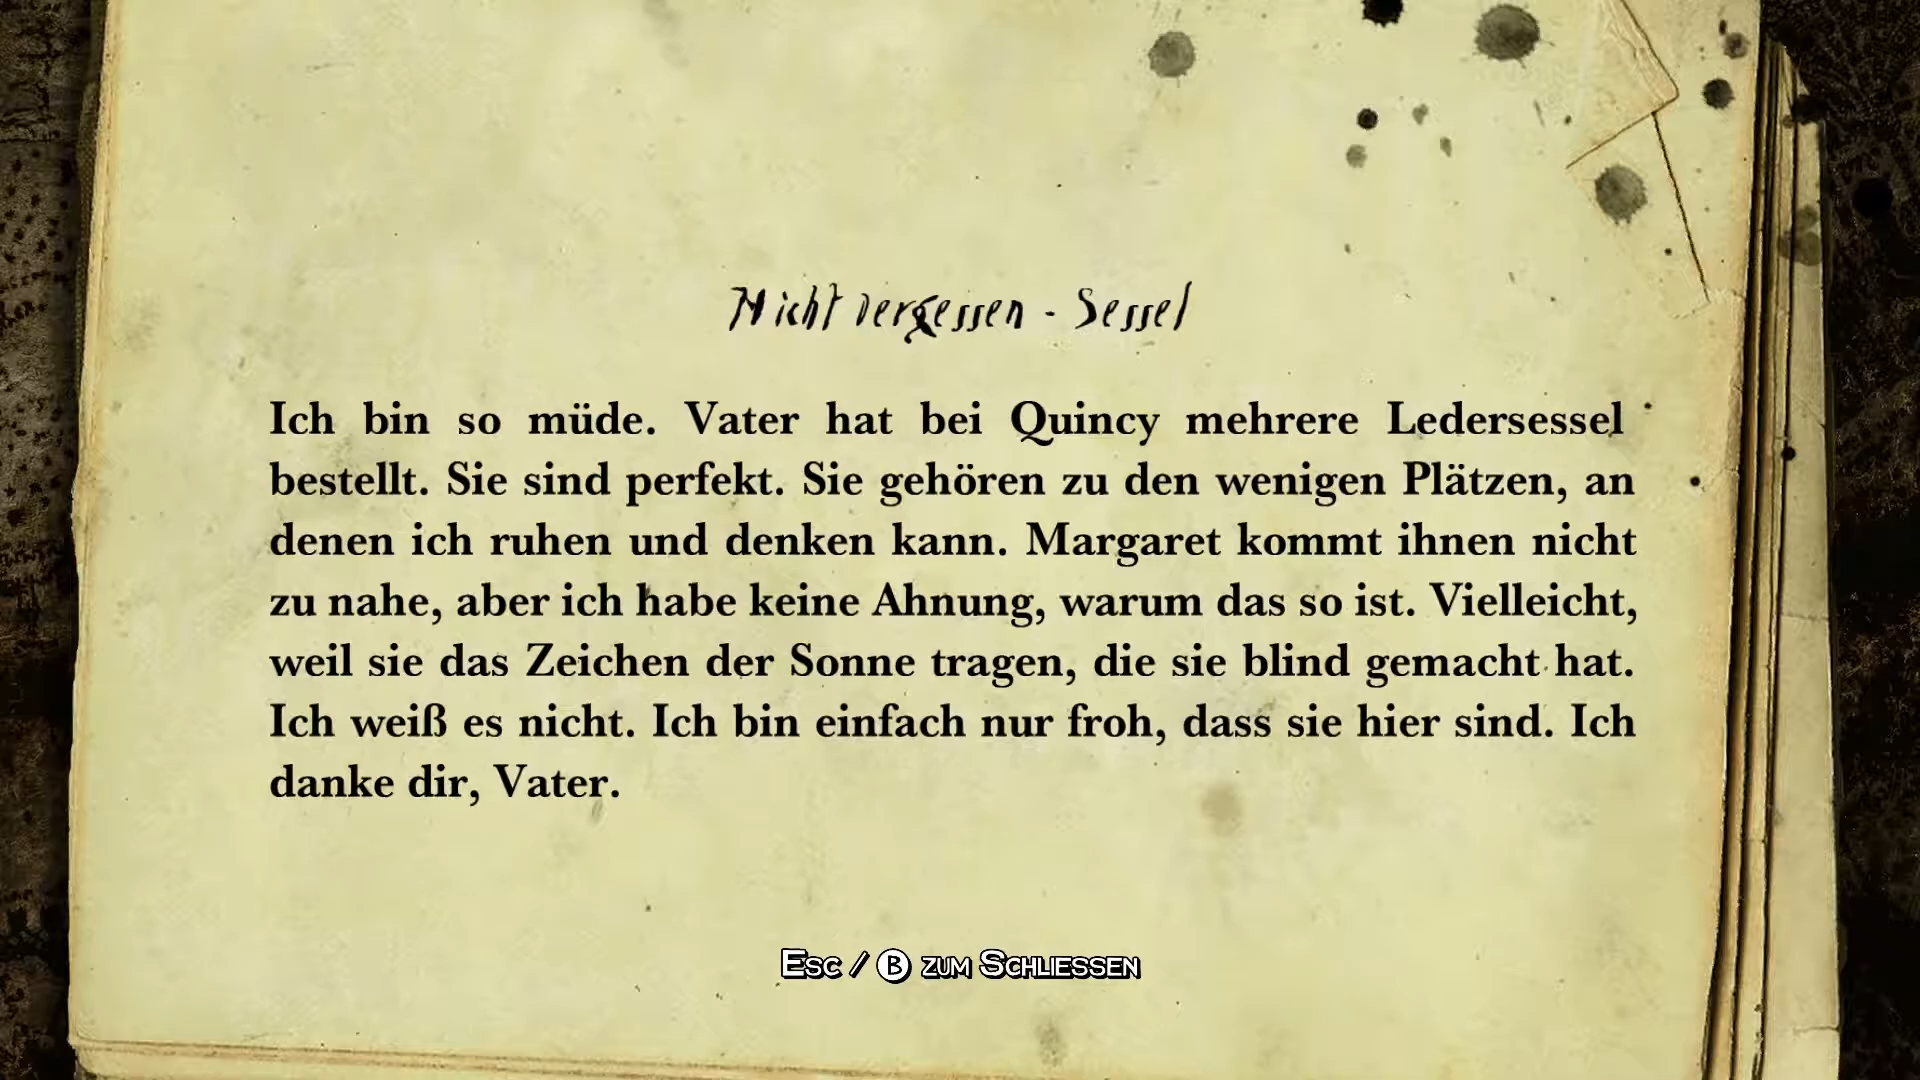 Nicht vergessen - Sessel
Ich bin so müde. Vater hat bei Quincy mehrere Ledersessel
bestellt. Sie sind perfekt. Sie gehören zu den wenigen Plätzen, an
denen ich ruhen und denken kann. Margaret kommt ihnen nicht
zu nahe, aber ich habe keine Ahnung, warum das so ist. Vielleicht,
weil sie das Zeichen der Sonne tragen, die sie blind gemacht hat.
Ich weiß es nicht. Ich bin einfach nur froh, dass sie hier sind. Ich
danke dir, Vater.
Esc / B zum Schliessen